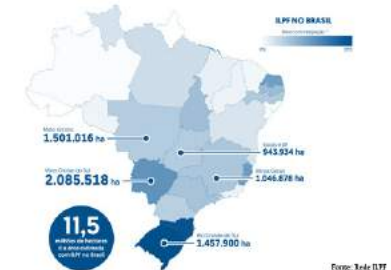 ILPF NO BRASIL
Mato Grosso
1.501.016 ha
Goiás e DF
943.934 ha
Mato Grosso do Sul
2.085.518 ha
Minas Gerais
1.046.878 ha
11,5
milhões de hectares
é a área estimada
com ILPF no Brasil
Rio Grande do Sul
1.457.900 ha
Fonte: Rede ILPF